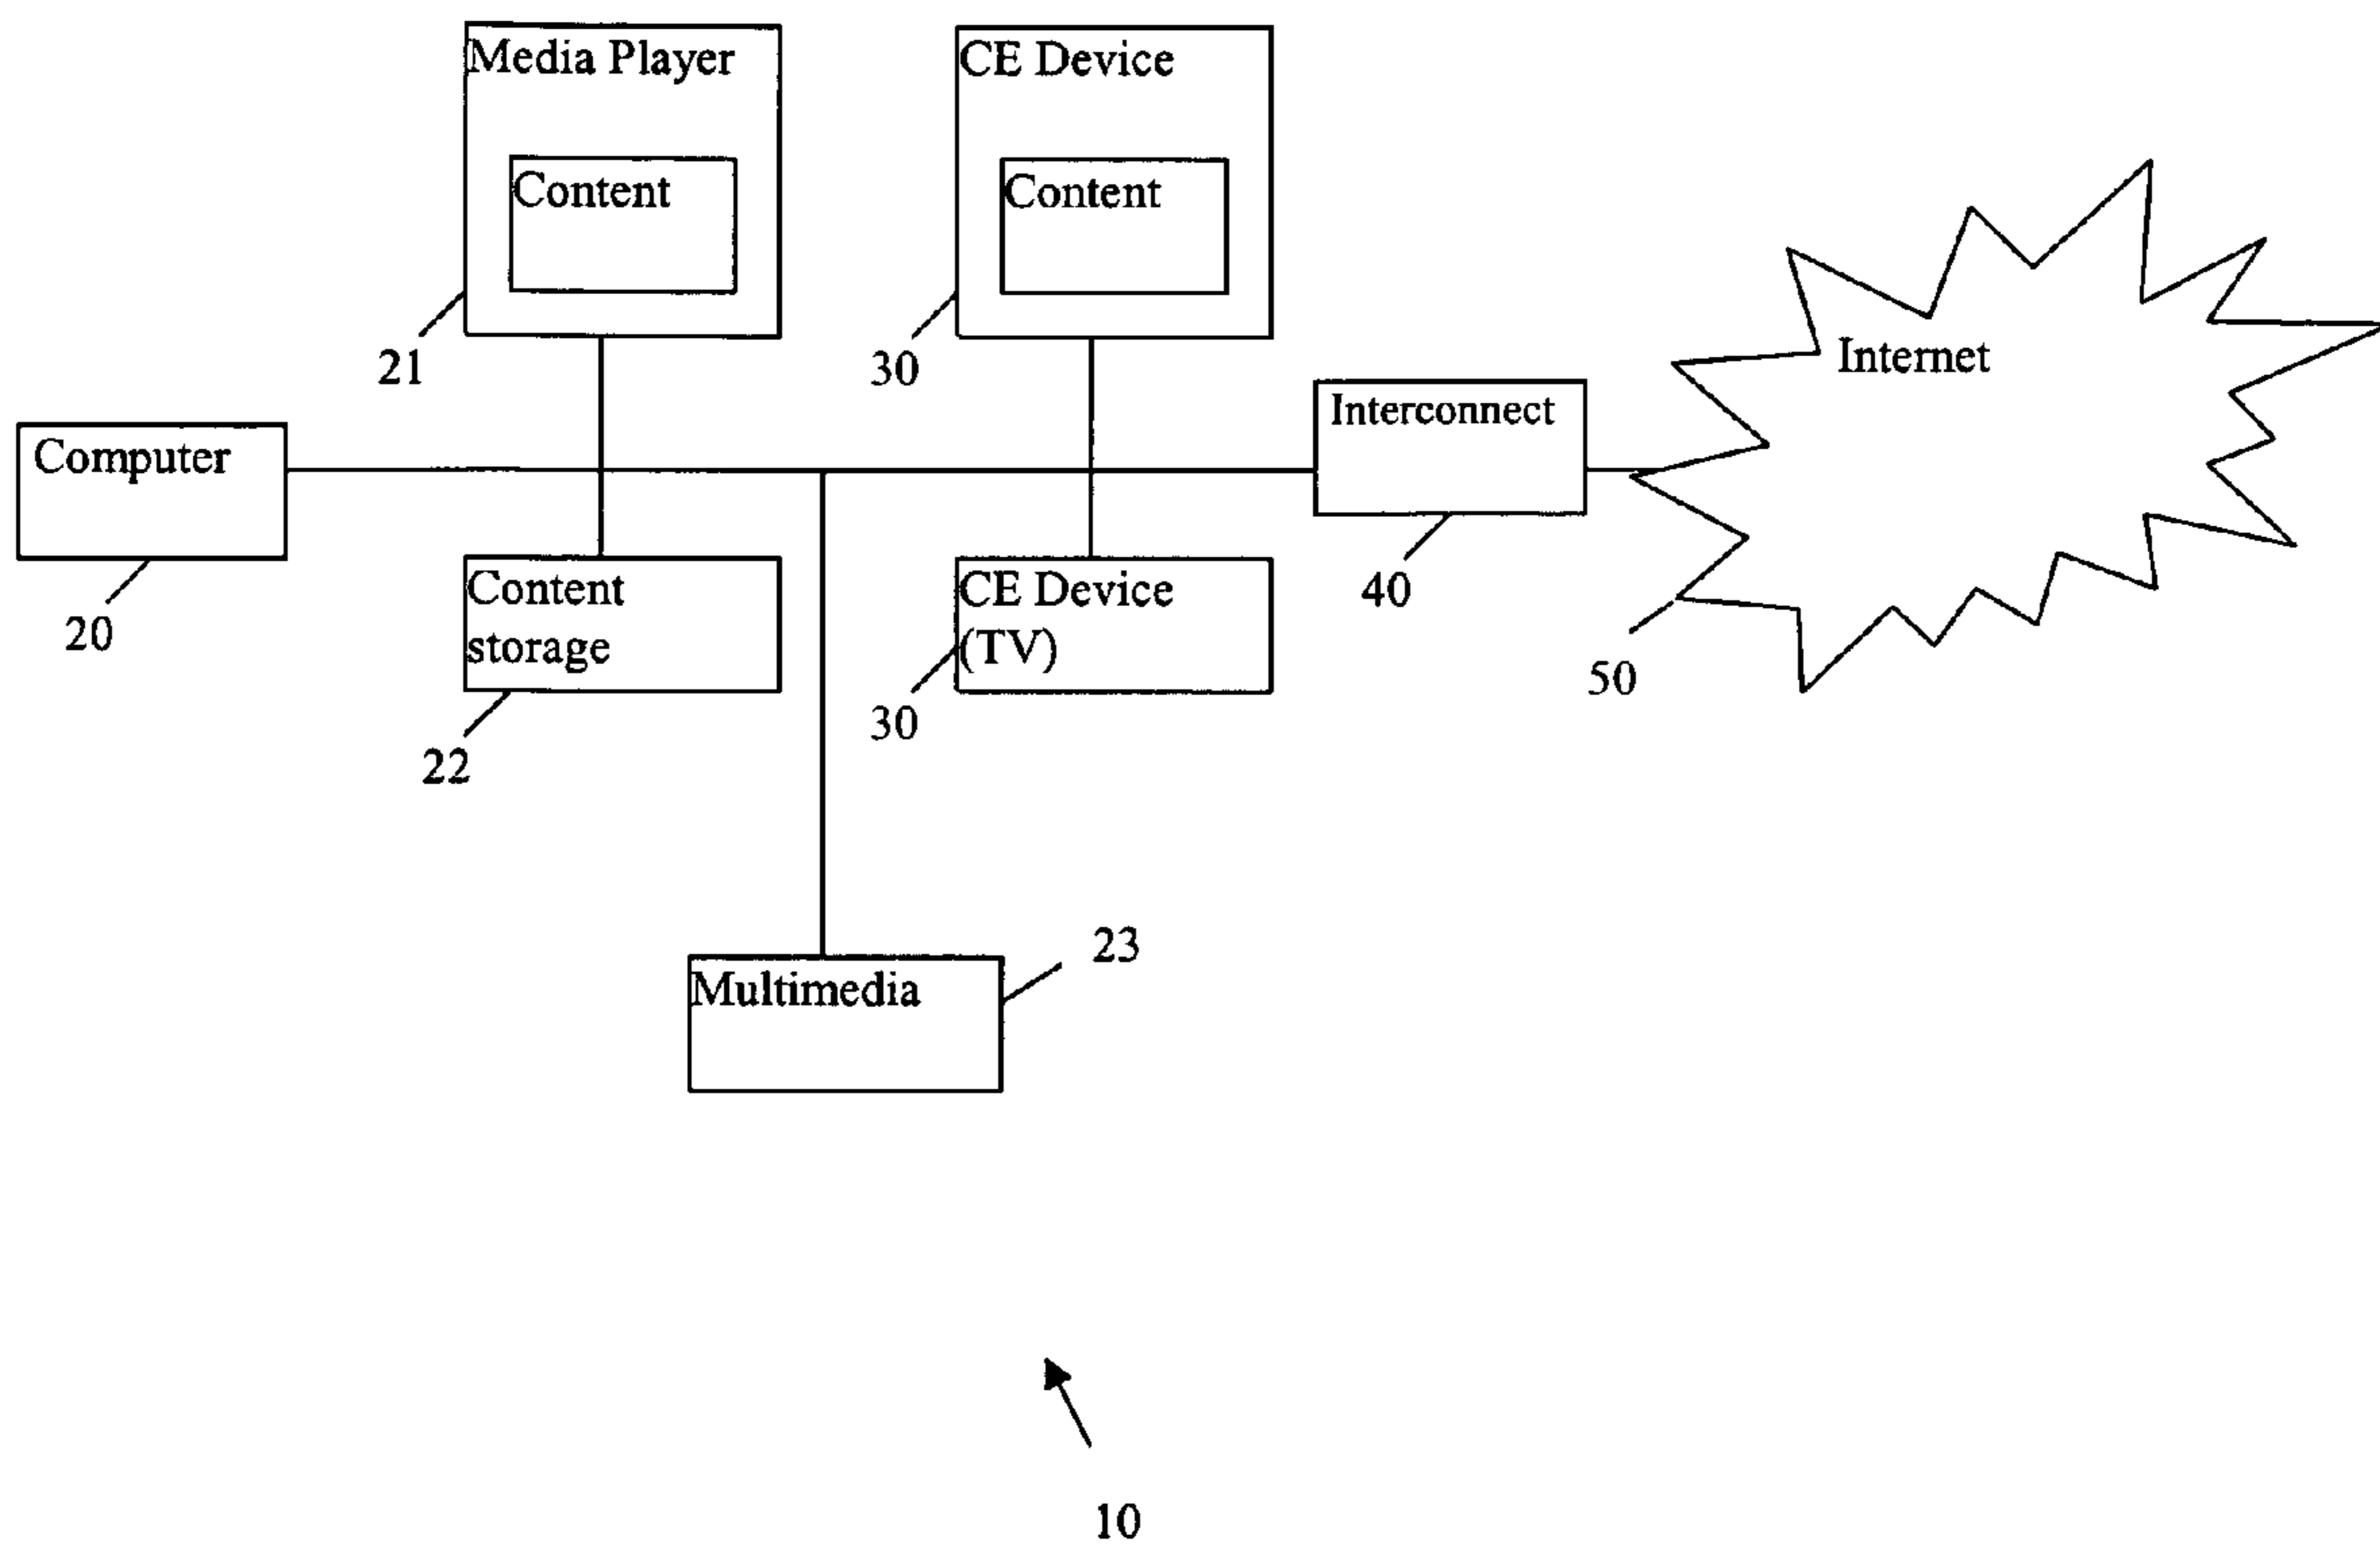 Media Player
Content
21
CE Device
Content
30
Computer
20
Interconnect
40
Internet
50
Content
storage
22
CE Device
(TV)
30
Multimedia
23
10